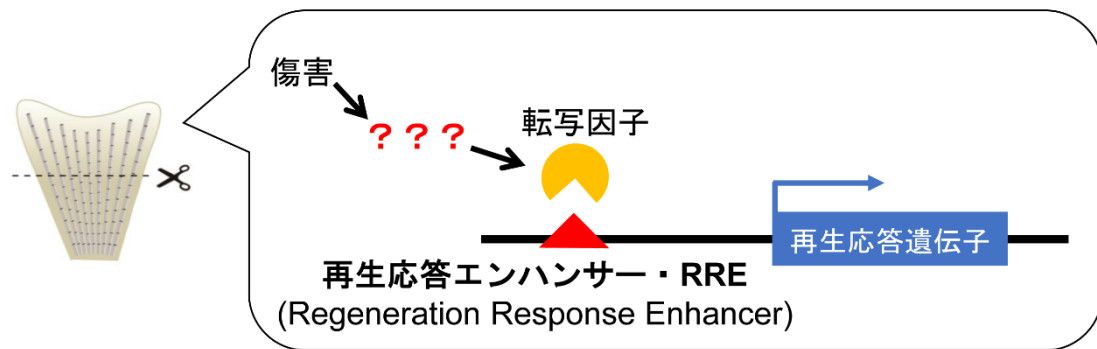 傷害
？？？
転写因子
再生応答遺伝子
再生応答エンハンサー・RRE
(Regeneration Response Enhancer)